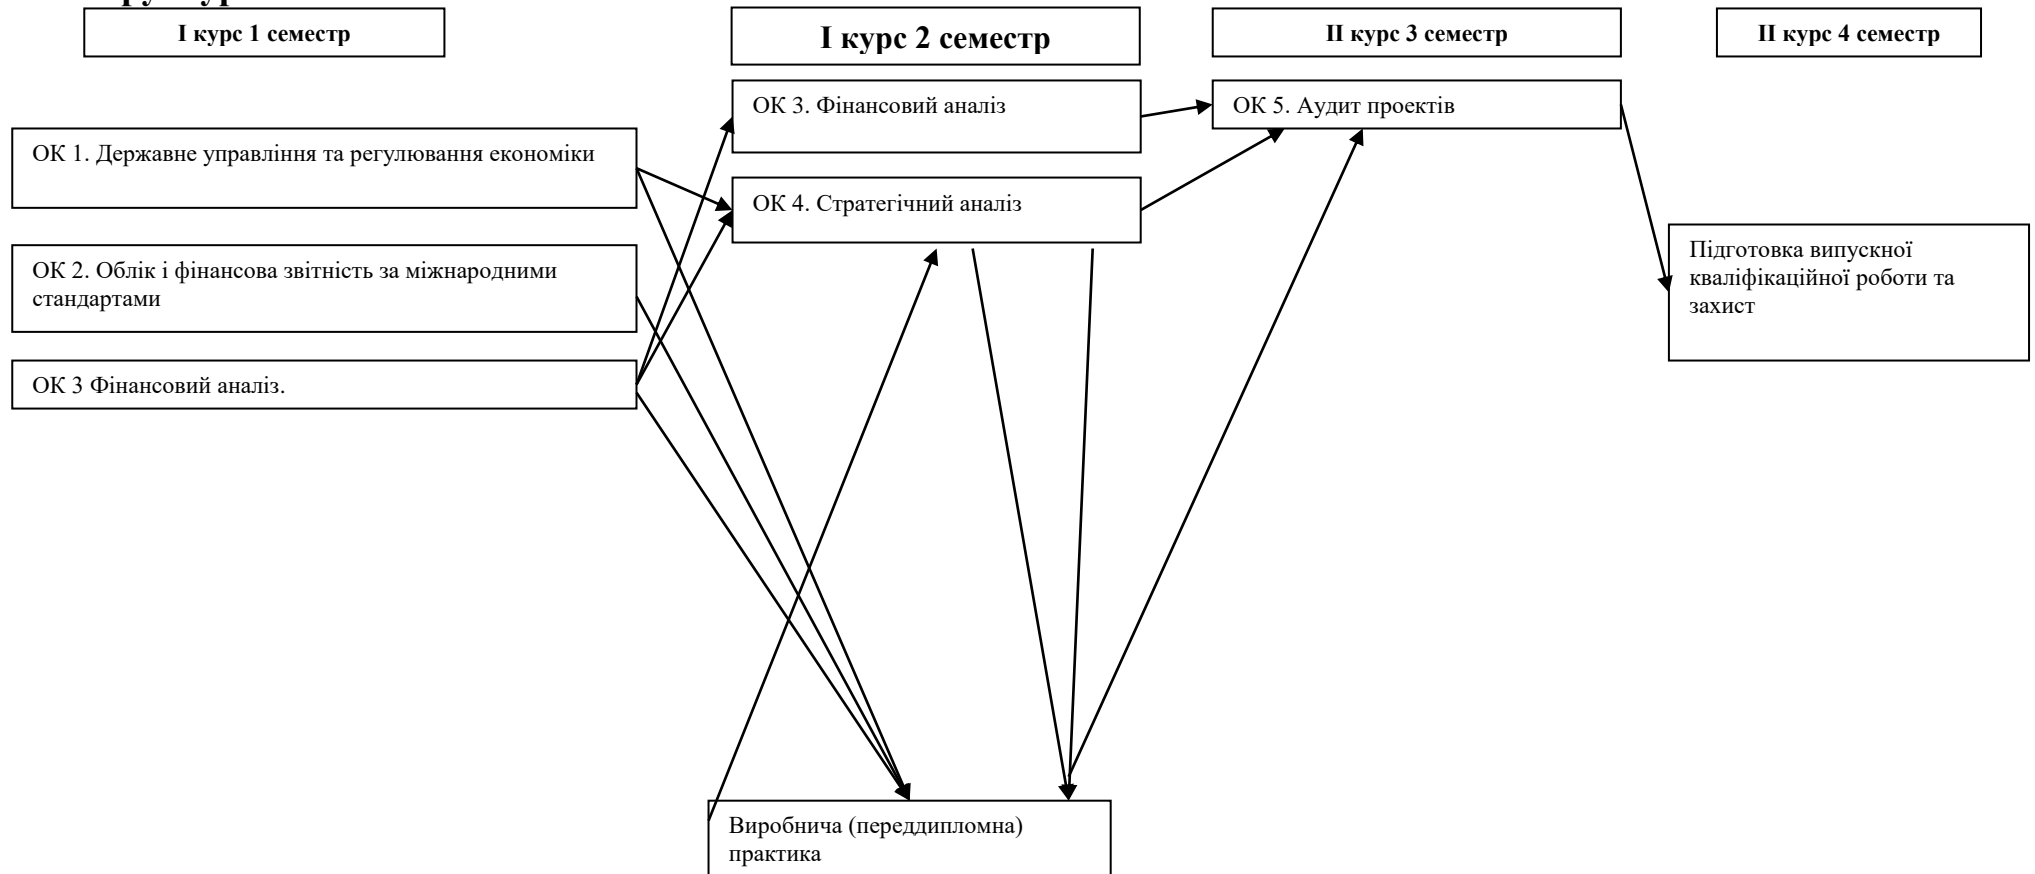 І курс 1 семестр
І курс 2 семестр
ІІ курс 3 семестр
ІІ курс 4 семестр
ОК 1. Державне управління та регулювання економіки
ОК 2. Облік і фінансова звітність за міжнародними
стандартами
ОК 3 Фінансовий аналіз.
ОК 3. Фінансовий аналіз
ОК 4. Стратегічний аналіз
ОК 5. Аудит проектів
Підготовка випускної
кваліфікаційної роботи та
захист
Виробнича (переддипломна)
практика